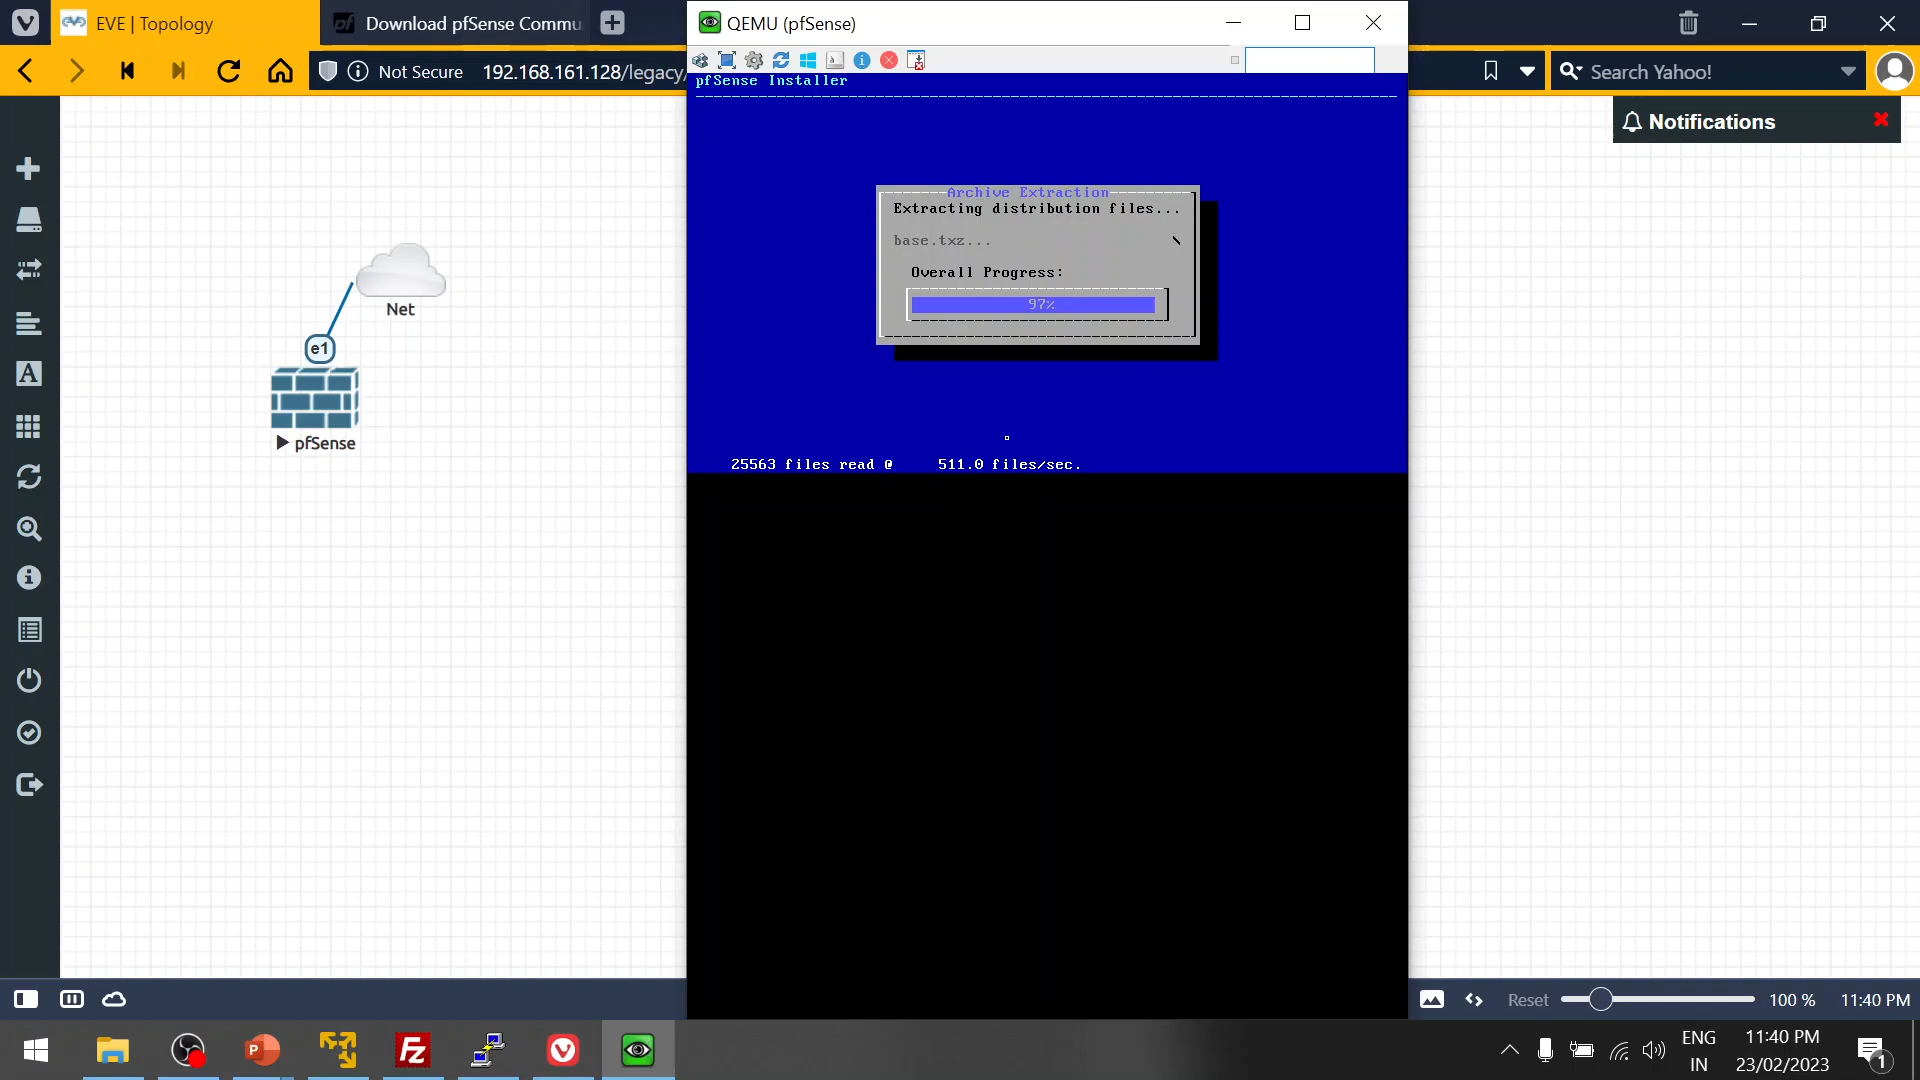 EVE | Topology
Download pfSense Commu
QEMU (pfSense)
Not Secure
192.168.161.128/legacy/
Search Yahoo!
pfSense Installer
Notifications
Archive Extraction
Extracting distribution files...
base.txz... \
Overall Progress:
97%
Net
e1
pfSense
25563 files read @ 511.0 files/sec.
Reset
100 %
11:40 PM
ENG
IN
11:40 PM
23/02/2023
1